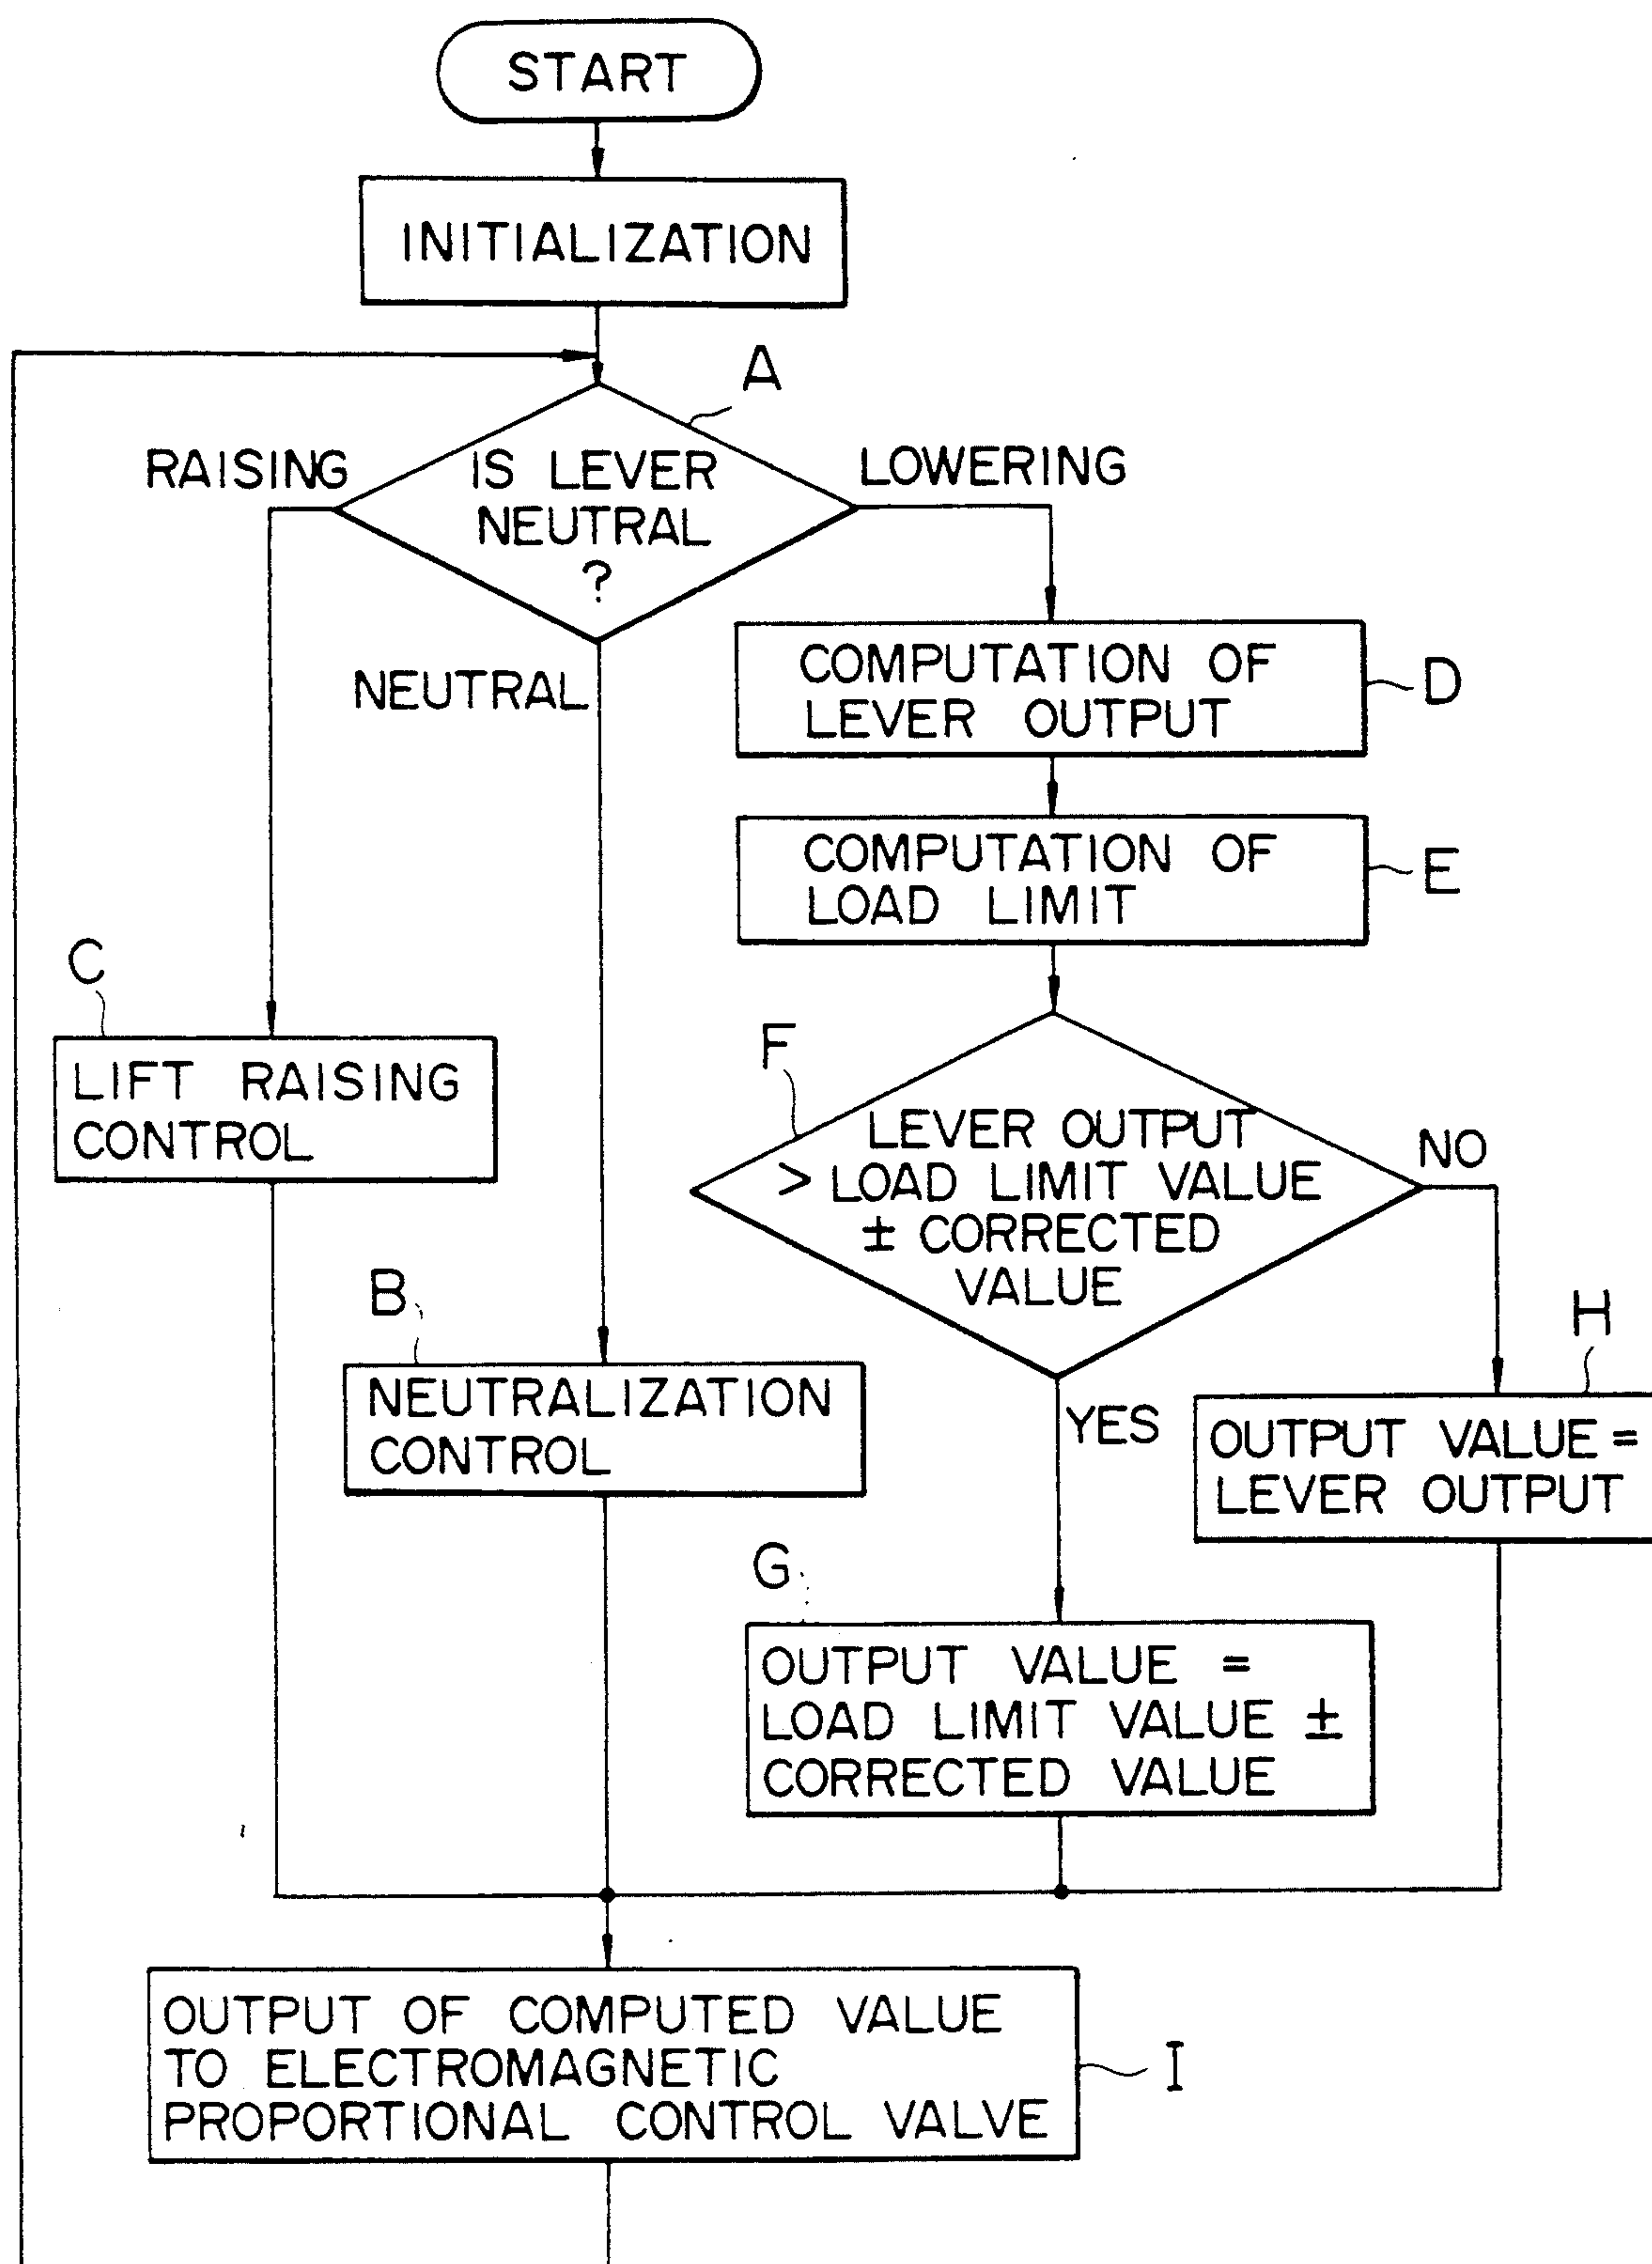 START
INITIALIZATION
A
RAISING
IS LEVER
NEUTRAL
?
LOWERING
NEUTRAL
COMPUTATION OF
LEVER OUTPUT
D
COMPUTATION OF
LOAD LIMIT
E
C
LIFT RAISING
CONTROL
F
LEVER OUTPUT
> LOAD LIMIT VALUE
± CORRECTED
VALUE
NO
B
NEUTRALIZATION
CONTROL
YES
H
OUTPUT VALUE =
LEVER OUTPUT
G
OUTPUT VALUE =
LOAD LIMIT VALUE ±
CORRECTED VALUE
OUTPUT OF COMPUTED VALUE
TO ELECTROMAGNETIC
PROPORTIONAL CONTROL VALVE
I